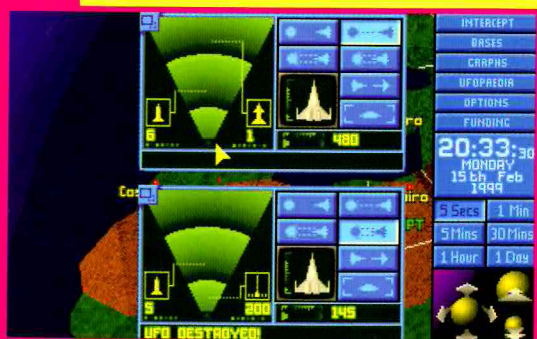 INTERCEPT
BASES
GRAPHS
UFOPAEDIA
OPTIONS
FUNDING
20:33:30
MONDAY
15th Feb
1999
5 Secs 1 Min
5 Mins 30 Mins
1 Hour 1 Day
6 1 480
5 200 145
UFO DESTROYED!